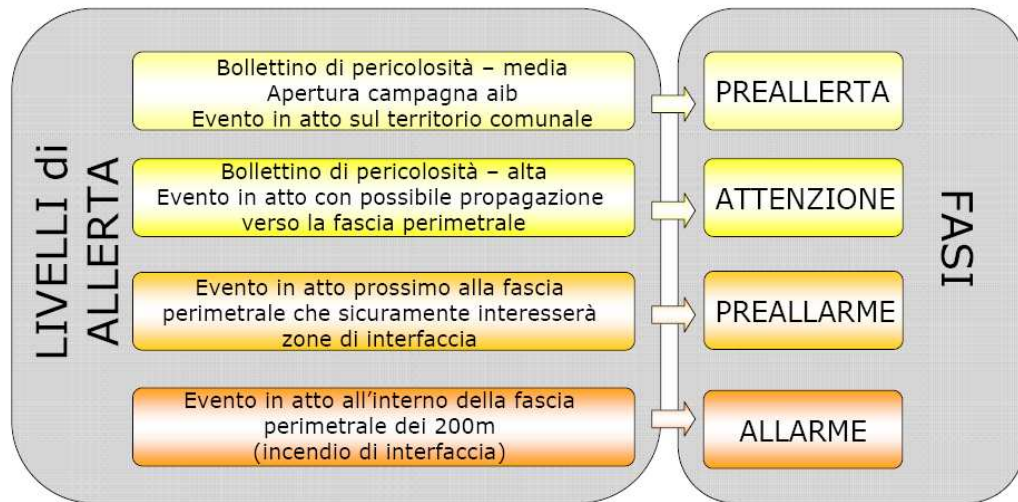 LIVELLI di
ALLERTA
Bollettino di pericolosità – media
Apertura campagna aib
Evento in atto sul territorio comunale
PREALLERTA
Bollettino di pericolosità – alta
Evento in atto con possibile propagazione
verso la fascia perimetrale
ATTENZIONE
Evento in atto prossimo alla fascia
perimetrale che sicuramente interesserà
zone di interfaccia
PREALLARME
Evento in atto all’interno della fascia
perimetrale dei 200m
(incendio di interfaccia)
ALLARME
FASI